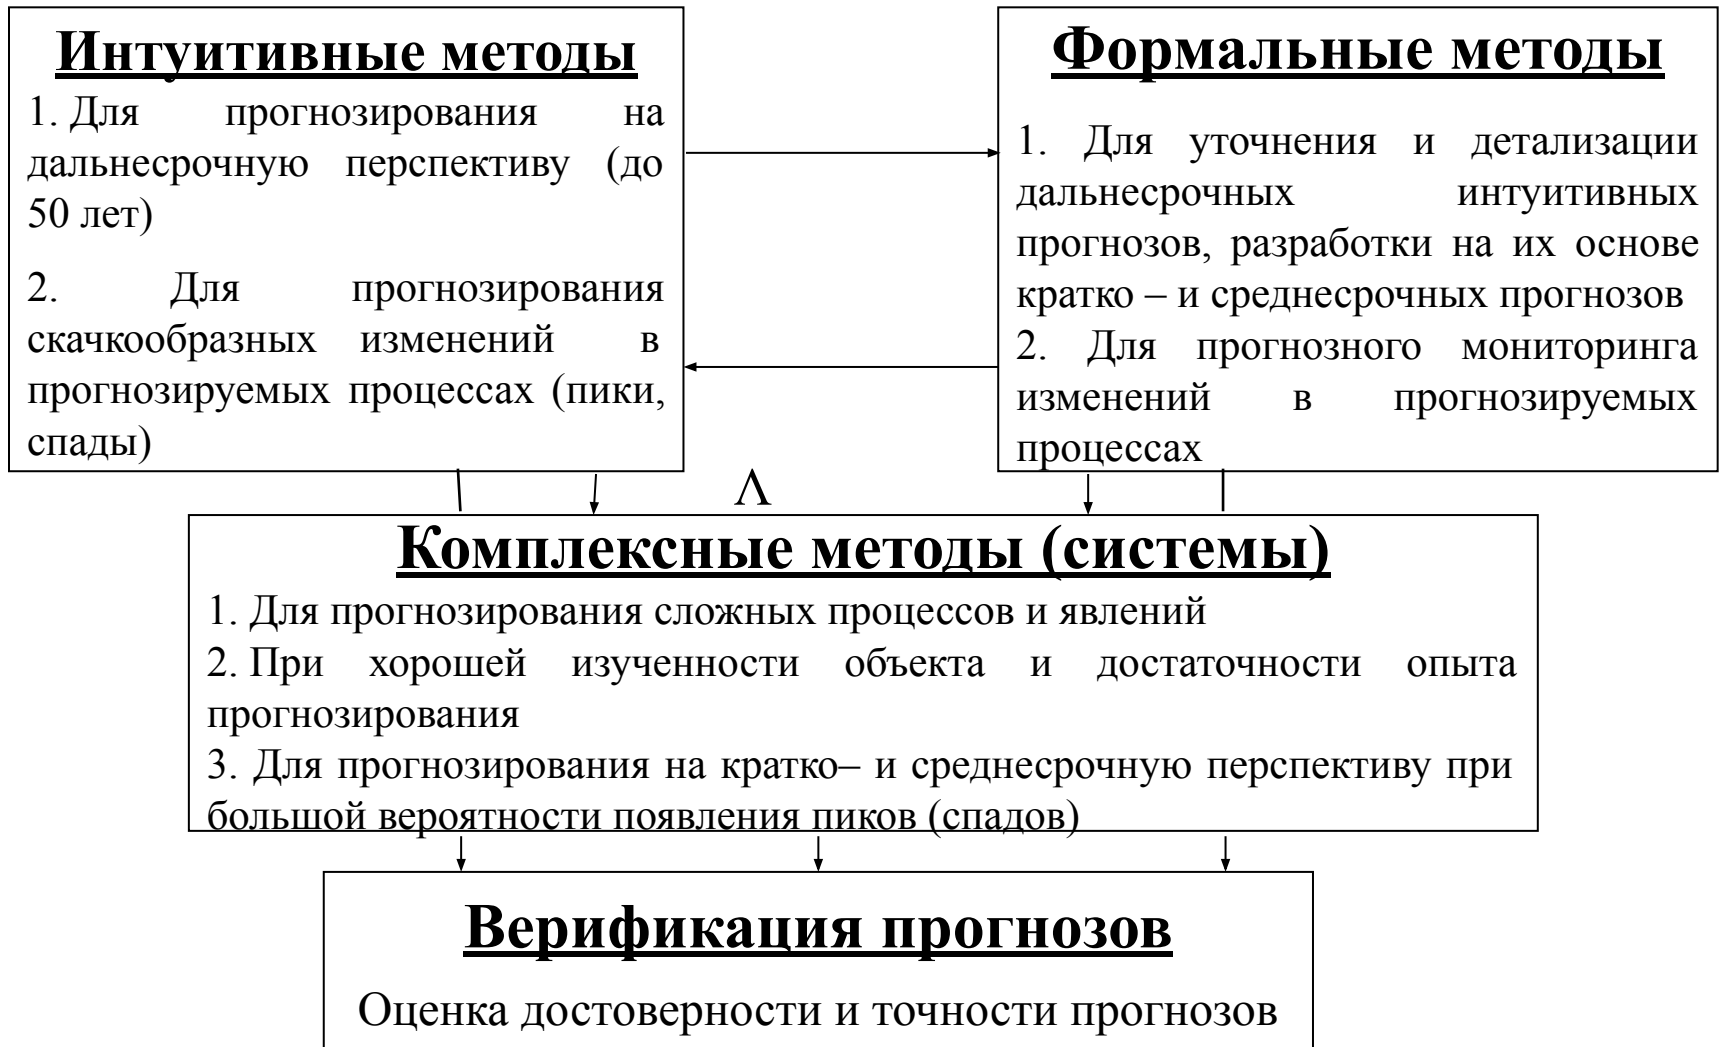 Интуитивные методы
1. Для прогнозирования на
дальнесрочную перспективу (до
50 лет)
2. Для прогнозирования
скачкообразных изменений в
прогнозируемых процессах (пики,
спады)
Формальные методы
1. Для уточнения и детализации
дальнесрочных интуитивных
прогнозов, разработки на их основе
кратко – и среднесрочных прогнозов
2. Для прогнозного мониторинга
изменений в прогнозируемых
процессах
Λ
Комплексные методы (системы)
1. Для прогнозирования сложных процессов и явлений
2. При хорошей изученности объекта и достаточности опыта
прогнозирования
3. Для прогнозирования на кратко– и среднесрочную перспективу при
большой вероятности появления пиков (спадов)
Верификация прогнозов
Оценка достоверности и точности прогнозов